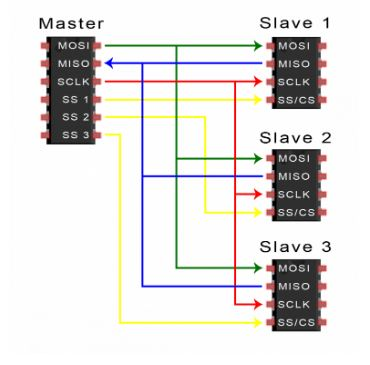 Master
MOSI
MISO
SCLK
SS 1
SS 2
SS 3
Slave 1
MOSI
MISO
SCLK
SS/CS
Slave 2
MOSI
MISO
SCLK
SS/CS
Slave 3
MOSI
MISO
SCLK
SS/CS